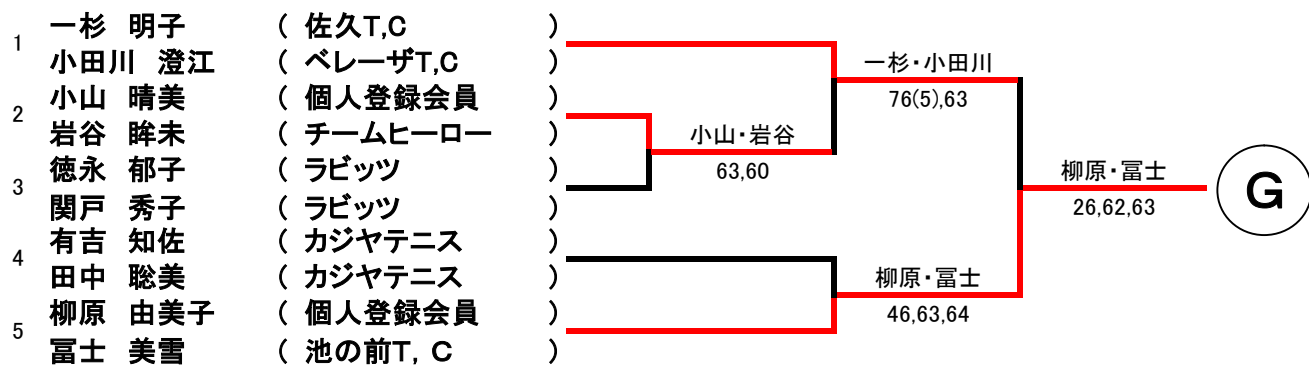 1 一杉 明子 ( 佐久T,C )
小田川 澄江 ( ベレーザT,C )
2 小山 晴美 ( 個人登録会員 )
岩谷 眸未 ( チームヒーロー )
3 徳永 郁子 ( ラビッツ )
関戸 秀子 ( ラビッツ )
4 有吉 知佐 ( カジヤテニス )
田中 聡美 ( カジヤテニス )
5 柳原 由美子 ( 個人登録会員 )
冨士 美雪 ( 池の前T, C )
小山・岩谷
63,60
一杉・小田川
76(5),63
柳原・冨士
46,63,64
柳原・冨士
26,62,63
G